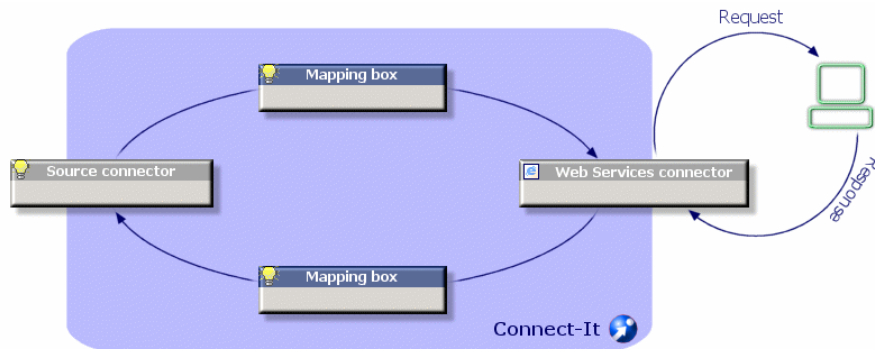 Request
Mapping box
Source connector
Web Services connector
Response
Mapping box
Connect-It